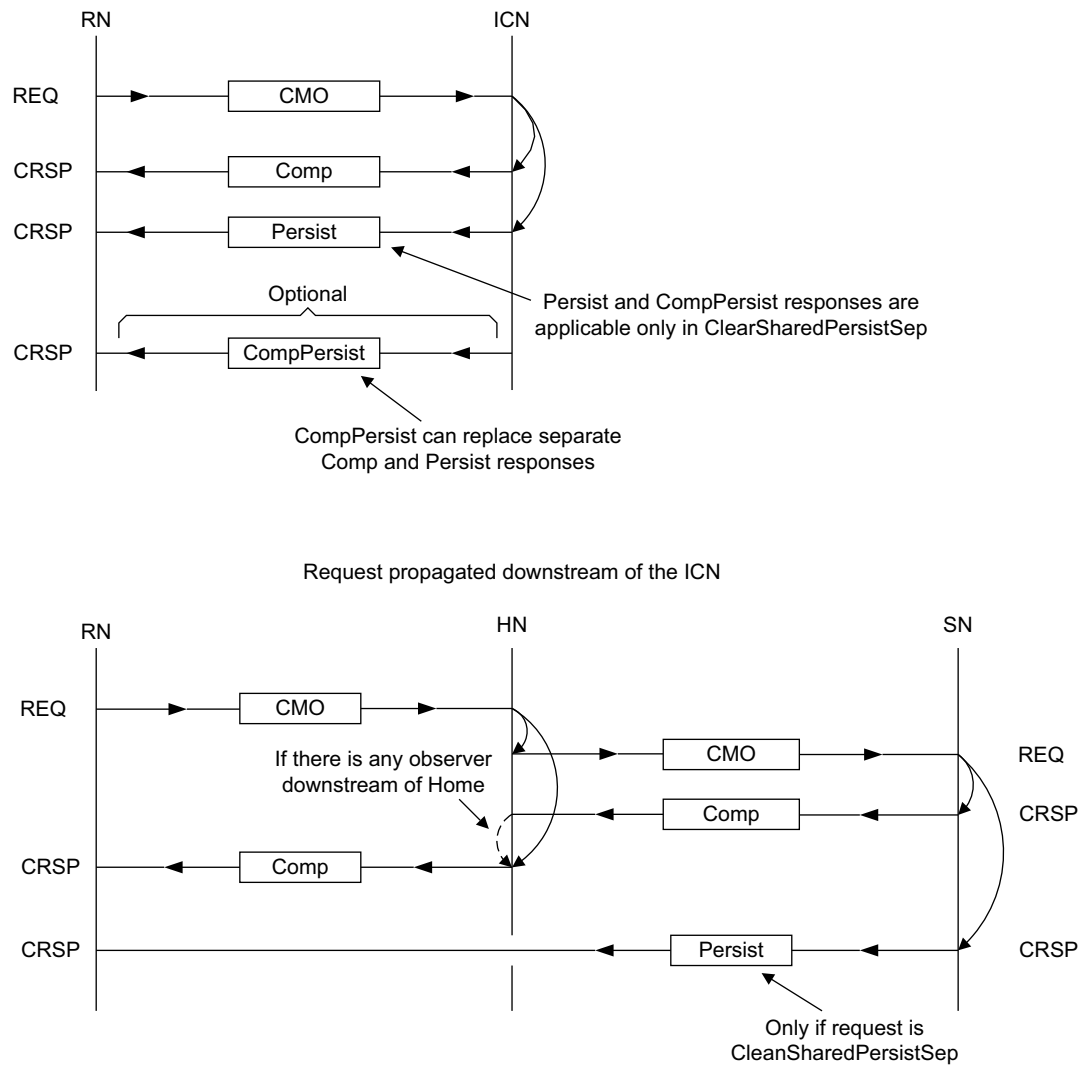 RN
ICN
REQ
CMO
CRSP
Comp
CRSP
Persist
Optional
Persist and CompPersist responses are
applicable only in ClearSharedPersistSep
CRSP
CompPersist
CompPersist can replace separate
Comp and Persist responses
Request propagated downstream of the ICN
RN
HN
SN
REQ
CMO
CMO
REQ
If there is any observer
downstream of Home
Comp
CRSP
CRSP
Comp
CRSP
Persist
CRSP
Only if request is
CleanSharedPersistSep